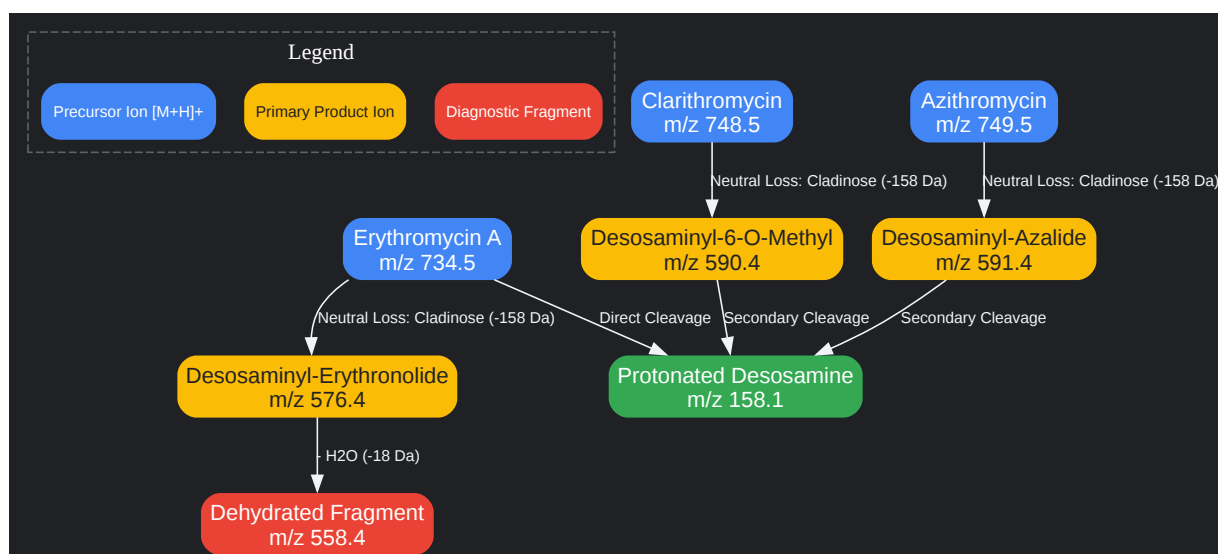 Legend
Precursor Ion [M+H]+
Primary Product Ion
Diagnostic Fragment
Clarithromycin
m/z 748.5
Azithromycin
m/z 749.5
Neutral Loss: Cladinose (-158 Da)
Neutral Loss: Cladinose (-158 Da)
Erythromycin A
m/z 734.5
Desosaminyl-6-O-Methyl
m/z 590.4
Desosaminyl-Azalide
m/z 591.4
Neutral Loss: Cladinose (-158 Da)
Direct Cleavage
Secondary Cleavage
Secondary Cleavage
Desosaminyl-Erythronolide
m/z 576.4
Protonated Desosamine
m/z 158.1
- H2O (-18 Da)
Dehydrated Fragment
m/z 558.4